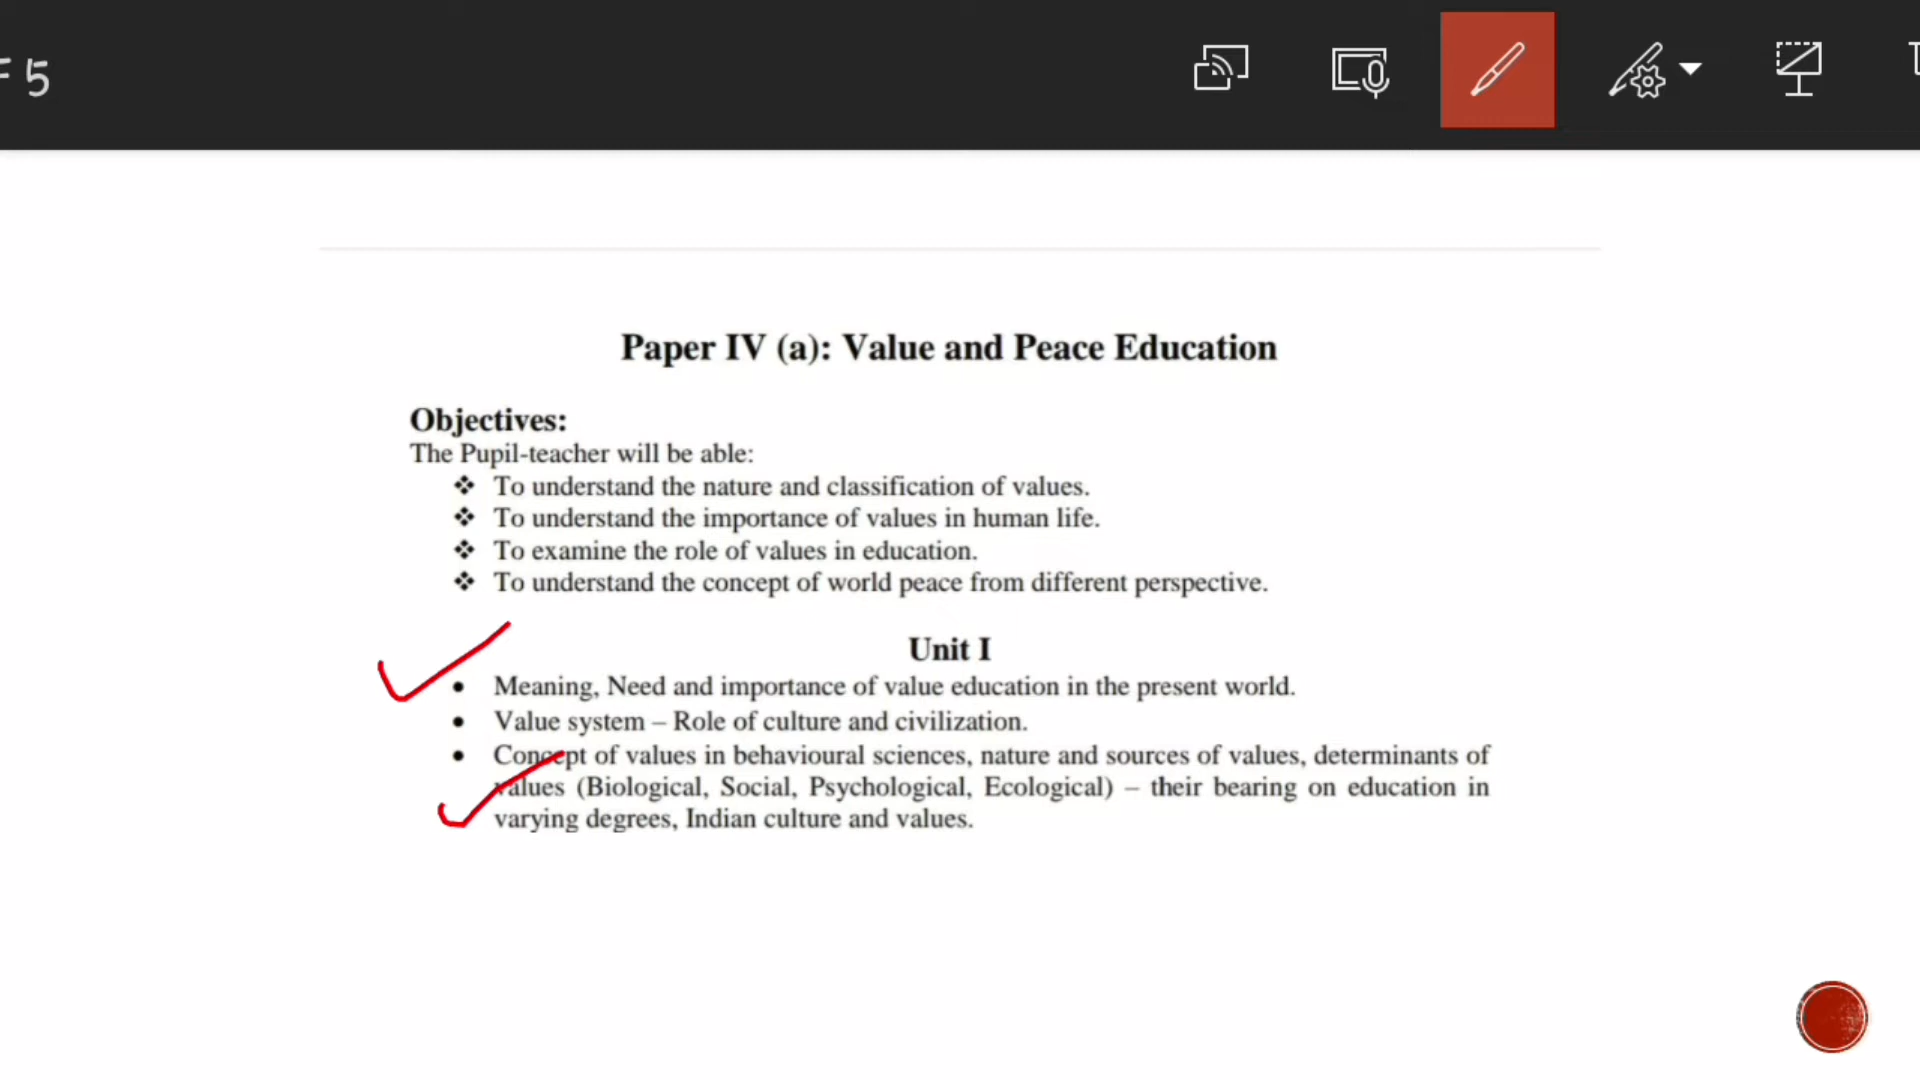 F 5
Paper IV (a): Value and Peace Education
Objectives:
The Pupil-teacher will be able:
❖ To understand the nature and classification of values.
❖ To understand the importance of values in human life.
❖ To examine the role of values in education.
❖ To understand the concept of world peace from different perspective.
Unit I
• Meaning, Need and importance of value education in the present world.
• Value system – Role of culture and civilization.
• Concept of values in behavioural sciences, nature and sources of values, determinants of
values (Biological, Social, Psychological, Ecological) – their bearing on education in
varying degrees, Indian culture and values.